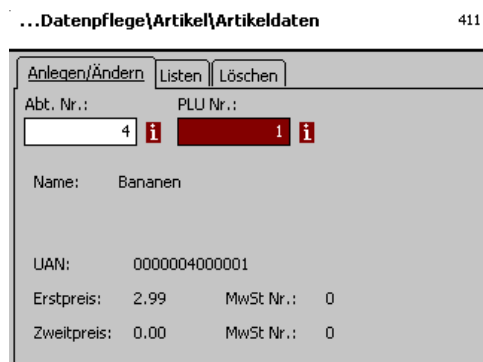 ...Datenpflege\Artikel\Artikeldaten 411
Anlegen/Ändern Listen Löschen
Abt. Nr.: PLU Nr.:
4 i 1 i
Name: Bananen
UAN: 0000004000001
Erstpreis: 2.99 MwSt Nr.: 0
Zweitpreis: 0.00 MwSt Nr.: 0